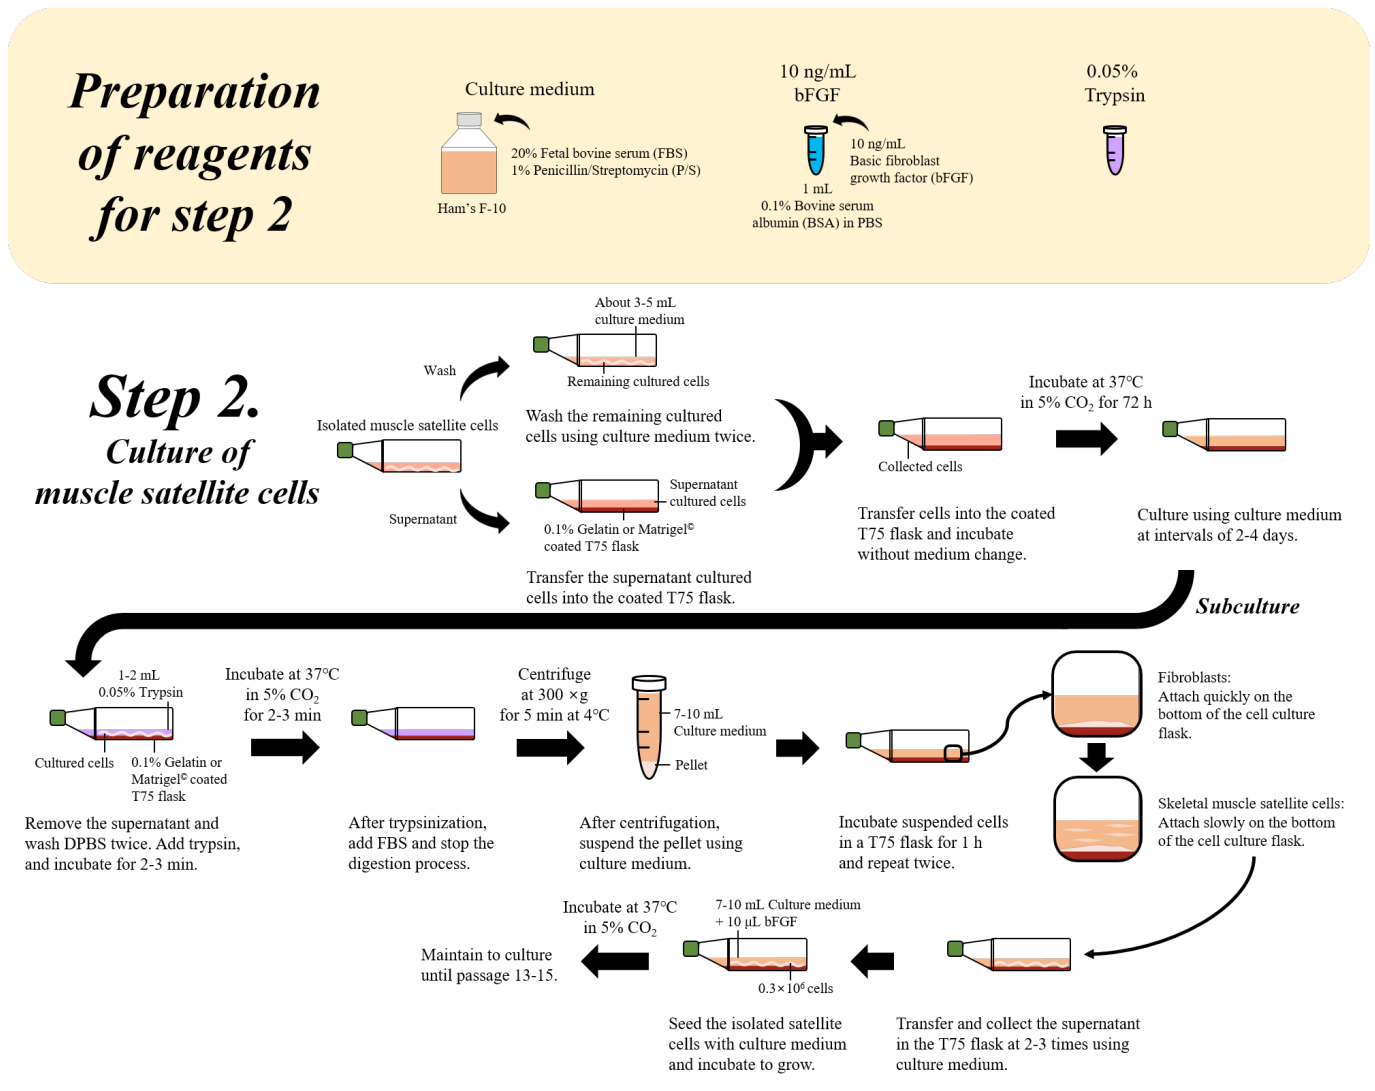 Preparation
of reagents
for step 2
Culture medium
20% Fetal bovine serum (FBS)
1% Penicillin/Streptomycin (P/S)
Ham's F-10
10 ng/mL
bFGF
10 ng/mL
Basic fibroblast
growth factor (bFGF)
1 mL
0.1% Bovine serum
albumin (BSA) in PBS
0.05%
Trypsin
Step 2.
Culture of
muscle satellite cells
Isolated muscle satellite cells
Wash
Supernatant
About 3-5 mL
culture medium
Remaining cultured cells
Wash the remaining cultured
cells using culture medium twice.
Supernatant
cultured cells
0.1% Gelatin or Matrigel©
coated T75 flask
Transfer the supernatant cultured
cells into the coated T75 flask.
Collected cells
Transfer cells into the coated
T75 flask and incubate
without medium change.
Incubate at 37℃
in 5% CO₂ for 72 h
Culture using culture medium
at intervals of 2-4 days.
Subculture
1-2 mL
0.05% Trypsin
Cultured cells
0.1% Gelatin or
Matrigel© coated
T75 flask
Remove the supernatant and
wash DPBS twice. Add trypsin,
and incubate for 2-3 min.
Incubate at 37℃
in 5% CO₂
for 2-3 min
After trypsinization,
add FBS and stop the
digestion process.
Centrifuge
at 300 ×g
for 5 min at 4℃
7-10 mL
Culture medium
Pellet
After centrifugation,
suspend the pellet using
culture medium.
Incubate suspended cells
in a T75 flask for 1 h
and repeat twice.
Fibroblasts:
Attach quickly on the
bottom of the cell culture
flask.
Skeletal muscle satellite cells:
Attach slowly on the bottom
of the cell culture flask.
Transfer and collect the supernatant
in the T75 flask at 2-3 times using
culture medium.
7-10 mL Culture medium
+ 10 μL bFGF
0.3×10⁶ cells
Seed the isolated satellite
cells with culture medium
and incubate to grow.
Incubate at 37℃
in 5% CO₂
Maintain to culture
until passage 13-15.